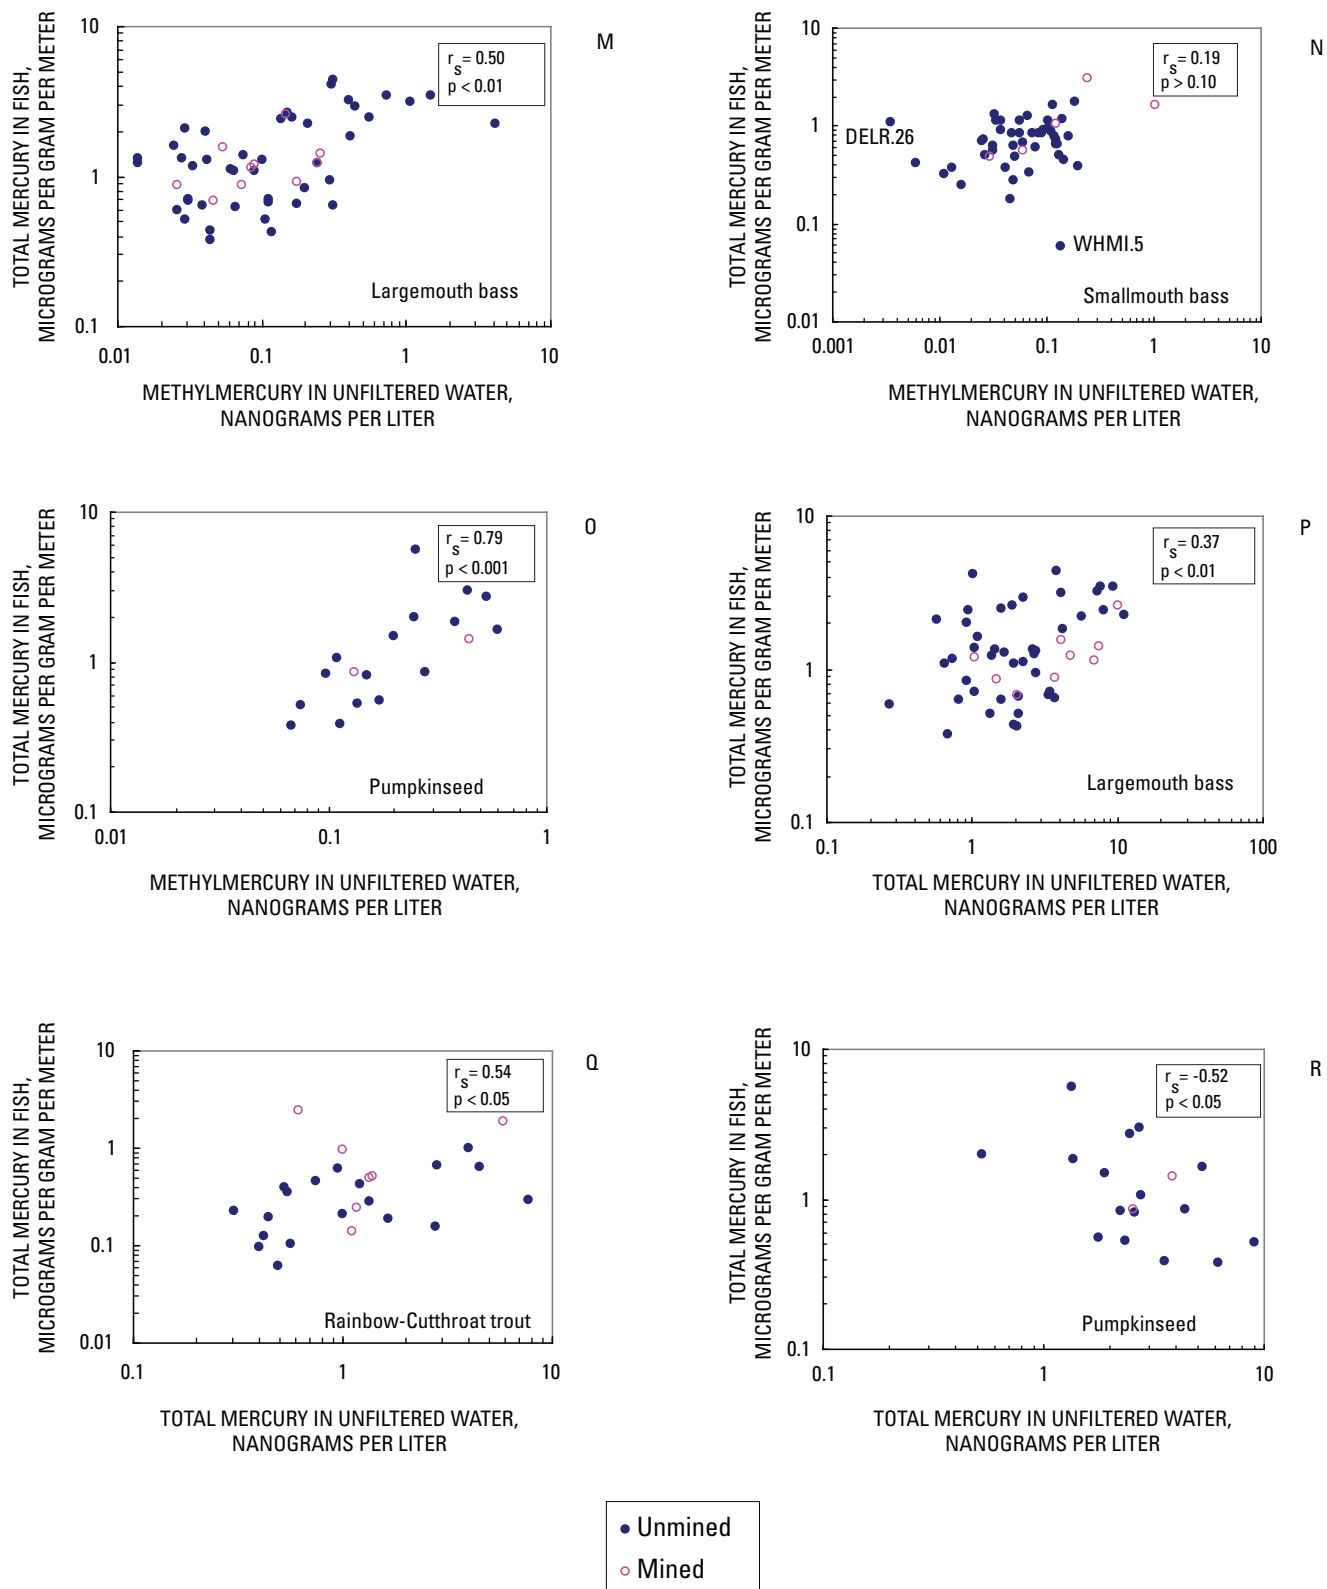 TOTAL MERCURY IN FISH,
MICROGRAMS PER GRAM PER METER
10
1
0.1
rs= 0.50
p < 0.01
M
Largemouth bass
0.01
0.1
1
10
METHYLMERCURY IN UNFILTERED WATER,
NANOGRAMS PER LITER
TOTAL MERCURY IN FISH,
MICROGRAMS PER GRAM PER METER
10
1
0.1
0.01
rs= 0.19
p > 0.10
N
DELR.26
WHMI.5
Smallmouth bass
0.001
0.01
0.1
1
10
METHYLMERCURY IN UNFILTERED WATER,
NANOGRAMS PER LITER
TOTAL MERCURY IN FISH,
MICROGRAMS PER GRAM PER METER
10
1
0.1
rs= 0.79
p < 0.001
O
Pumpkinseed
0.01
0.1
1
METHYLMERCURY IN UNFILTERED WATER,
NANOGRAMS PER LITER
TOTAL MERCURY IN FISH,
MICROGRAMS PER GRAM PER METER
10
1
0.1
rs= 0.37
p < 0.01
P
Largemouth bass
0.1
1
10
100
TOTAL MERCURY IN UNFILTERED WATER,
NANOGRAMS PER LITER
TOTAL MERCURY IN FISH,
MICROGRAMS PER GRAM PER METER
10
1
0.1
0.01
rs= 0.54
p < 0.05
Q
Rainbow-Cutthroat trout
0.1
1
10
TOTAL MERCURY IN UNFILTERED WATER,
NANOGRAMS PER LITER
TOTAL MERCURY IN FISH,
MICROGRAMS PER GRAM PER METER
10
1
0.1
rs= -0.52
p < 0.05
R
Pumpkinseed
0.1
1
10
TOTAL MERCURY IN UNFILTERED WATER,
NANOGRAMS PER LITER
Unmined
Mined